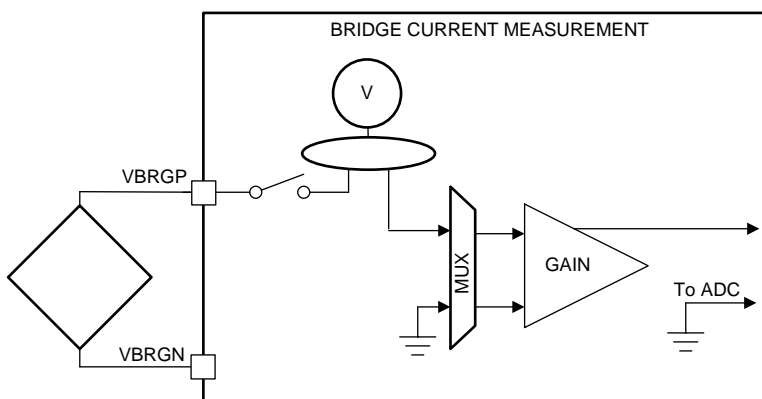 BRIDGE CURRENT MEASUREMENT
V
VBRGP
MUX
GAIN
To ADC
VBRGN